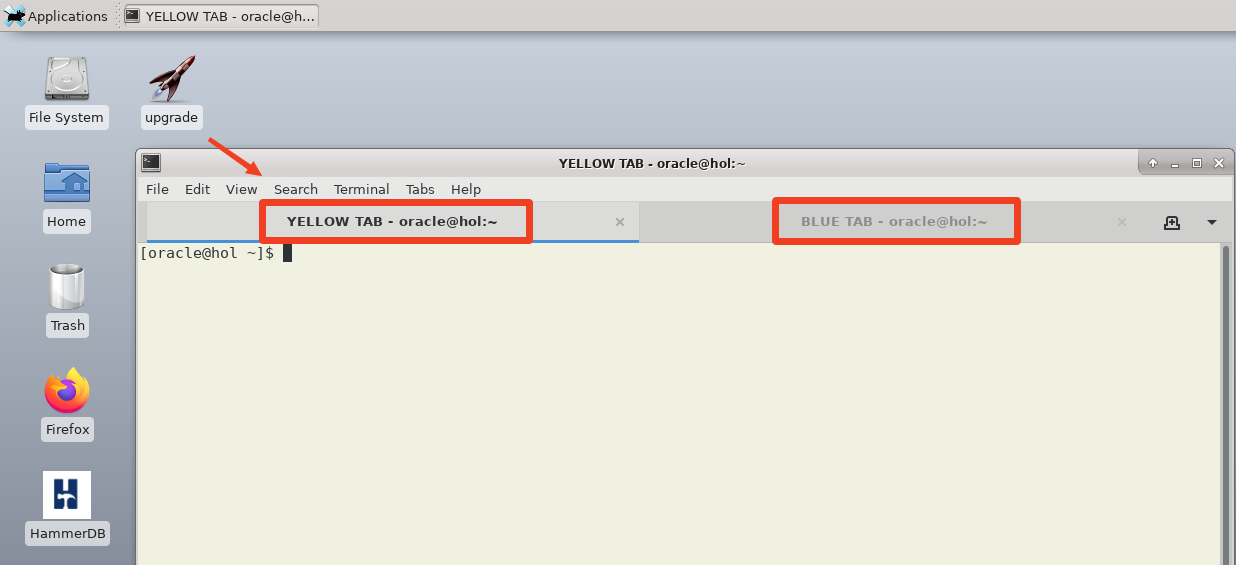 Applications YELLOW TAB - oracle@h...
File System
upgrade
YELLOW TAB - oracle@hol:~
File Edit View Search Terminal Tabs Help
YELLOW TAB - oracle@hol:~ BLUE TAB - oracle@hol:~
[oracle@hol ~]$
Home
Trash
Firefox
HammerDB